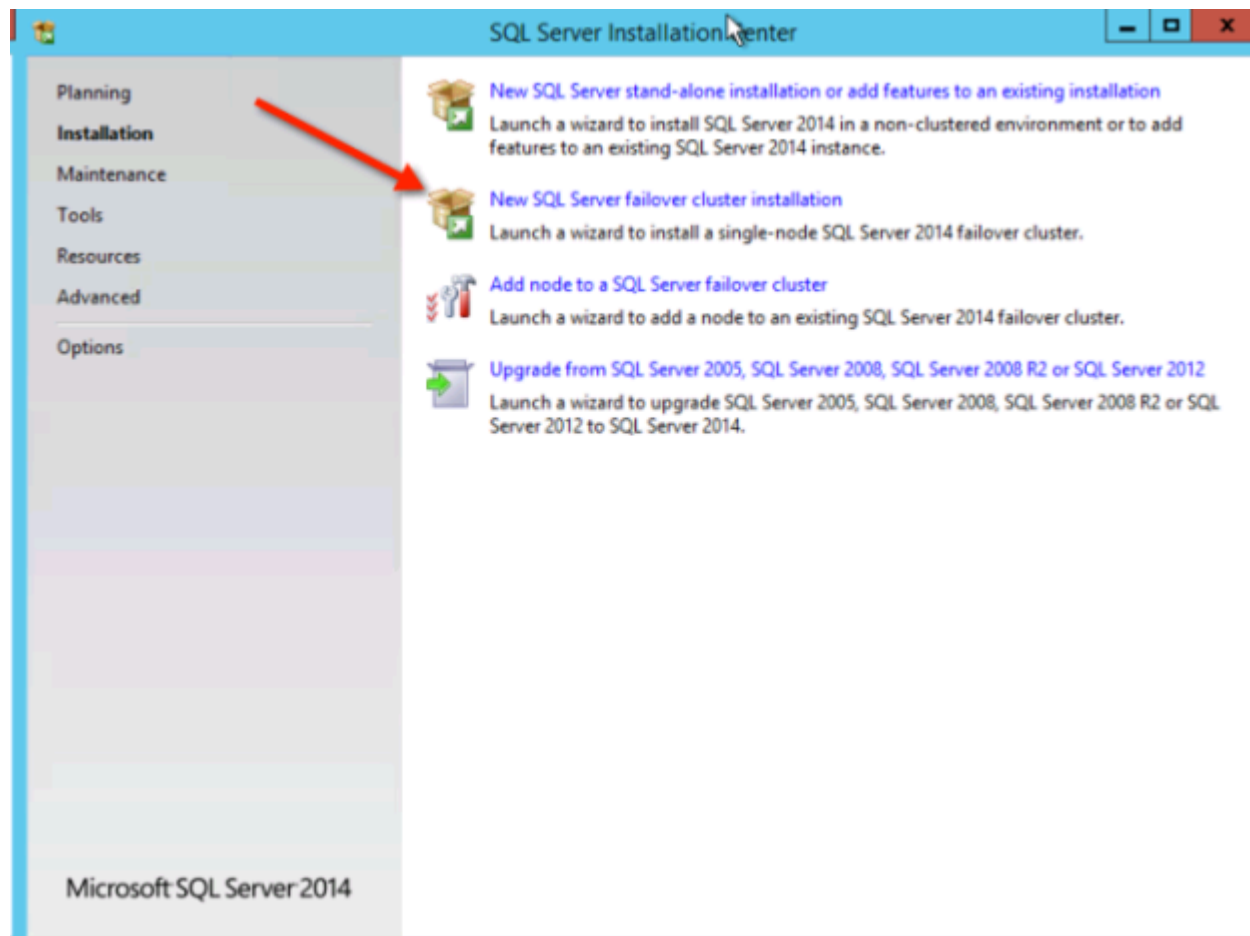 SQL Server Installation Center
Planning
Installation
Maintenance
Tools
Resources
Advanced
Options
New SQL Server stand-alone installation or add features to an existing installation
Launch a wizard to install SQL Server 2014 in a non-clustered environment or to add
features to an existing SQL Server 2014 instance.
New SQL Server failover cluster installation
Launch a wizard to install a single-node SQL Server 2014 failover cluster.
Add node to a SQL Server failover cluster
Launch a wizard to add a node to an existing SQL Server 2014 failover cluster.
Upgrade from SQL Server 2005, SQL Server 2008, SQL Server 2008 R2 or SQL Server 2012
Launch a wizard to upgrade SQL Server 2005, SQL Server 2008, SQL Server 2008 R2 or SQL
Server 2012 to SQL Server 2014.
Microsoft SQL Server 2014